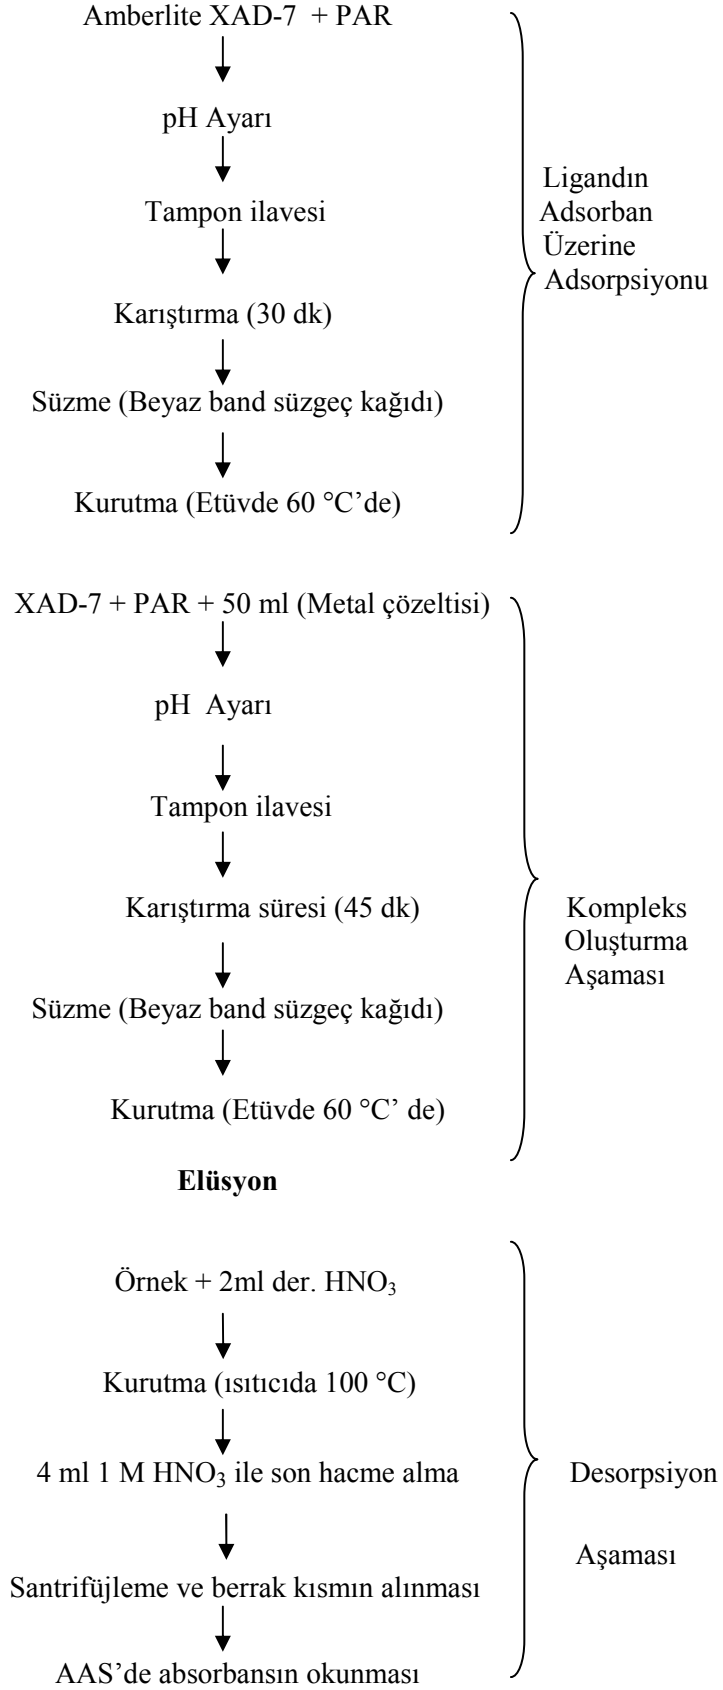 Amberlite XAD-7 + PAR
pH Ayarı
Tampon ilavesi
Karıştırma (30 dk)
Süzme (Beyaz band süzgeç kağıdı)
Kurutma (Etüvde 60 °C’de)
Ligandın
Adsorban
Üzerine
Adsorpsiyonu
XAD-7 + PAR + 50 ml (Metal çözeltisi)
pH Ayarı
Tampon ilavesi
Karıştırma süresi (45 dk)
Süzme (Beyaz band süzgeç kağıdı)
Kurutma (Etüvde 60 °C’ de)
Kompleks
Oluşturma
Aşaması
Elüsyon
Örnek + 2ml der. HNO₃
Kurutma (ısıtıcıda 100 °C)
4 ml 1 M HNO₃ ile son hacme alma
Santrifüjleme ve berrak kısmın alınması
AAS’de absorbansın okunması
Desorpsiyon
Aşaması